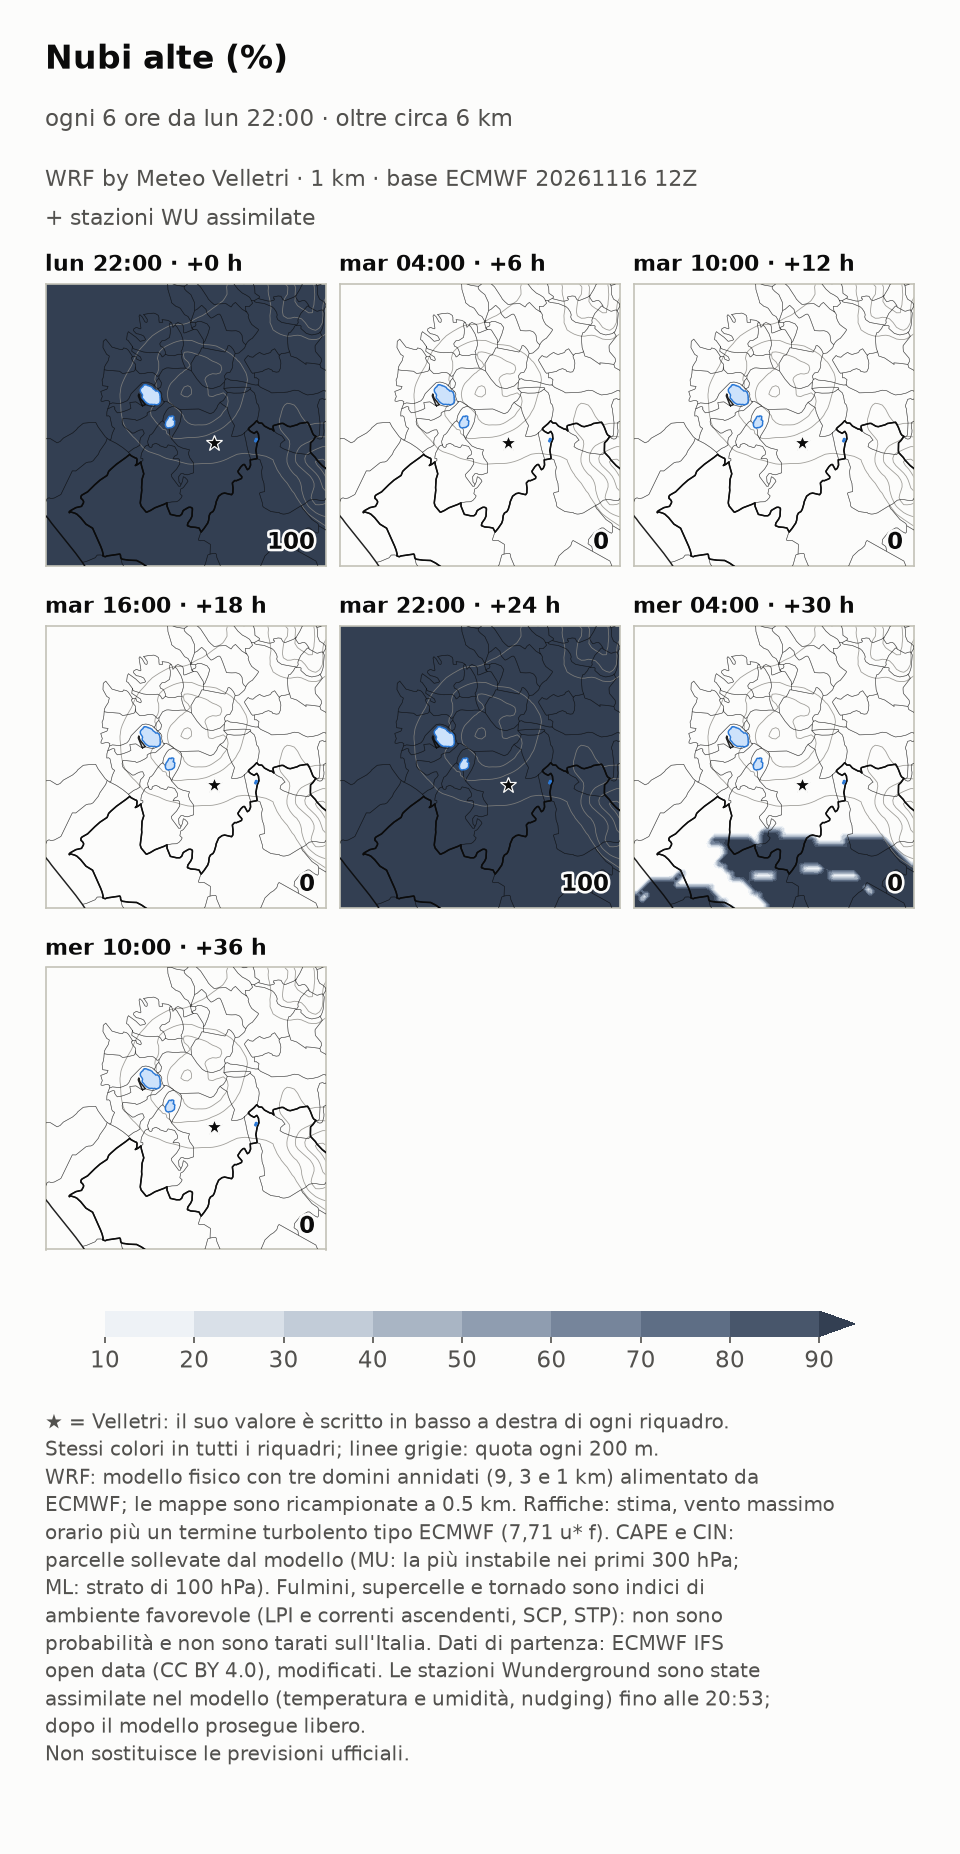 Nubi alte (%)
ogni 6 ore da lun 22:00 · oltre circa 6 km
WRF by Meteo Velletri · 1 km · base ECMWF 20261116 12Z
+ stazioni WU assimilate
lun 22:00 · +0 h
mar 04:00 · +6 h
mar 10:00 · +12 h
100
0
0
mar 16:00 · +18 h
mar 22:00 · +24 h
mer 04:00 · +30 h
0
100
0
mer 10:00 · +36 h
0
10 20 30 40 50 60 70 80 90
★ = Velletri: il suo valore è scritto in basso a destra di ogni riquadro.
Stessi colori in tutti i riquadri; linee grigie: quota ogni 200 m.
WRF: modello fisico con tre domini annidati (9, 3 e 1 km) alimentato da
ECMWF; le mappe sono ricampionate a 0.5 km. Raffiche: stima, vento massimo
orario più un termine turbolento tipo ECMWF (7,71 u* f). CAPE e CIN:
parcelle sollevate dal modello (MU: la più instabile nei primi 300 hPa;
ML: strato di 100 hPa). Fulmini, supercelle e tornado sono indici di
ambiente favorevole (LPI e correnti ascendenti, SCP, STP): non sono
probabilità e non sono tarati sull'Italia. Dati di partenza: ECMWF IFS
open data (CC BY 4.0), modificati. Le stazioni Wunderground sono state
assimilate nel modello (temperatura e umidità, nudging) fino alle 20:53;
dopo il modello prosegue libero.
Non sostituisce le previsioni ufficiali.